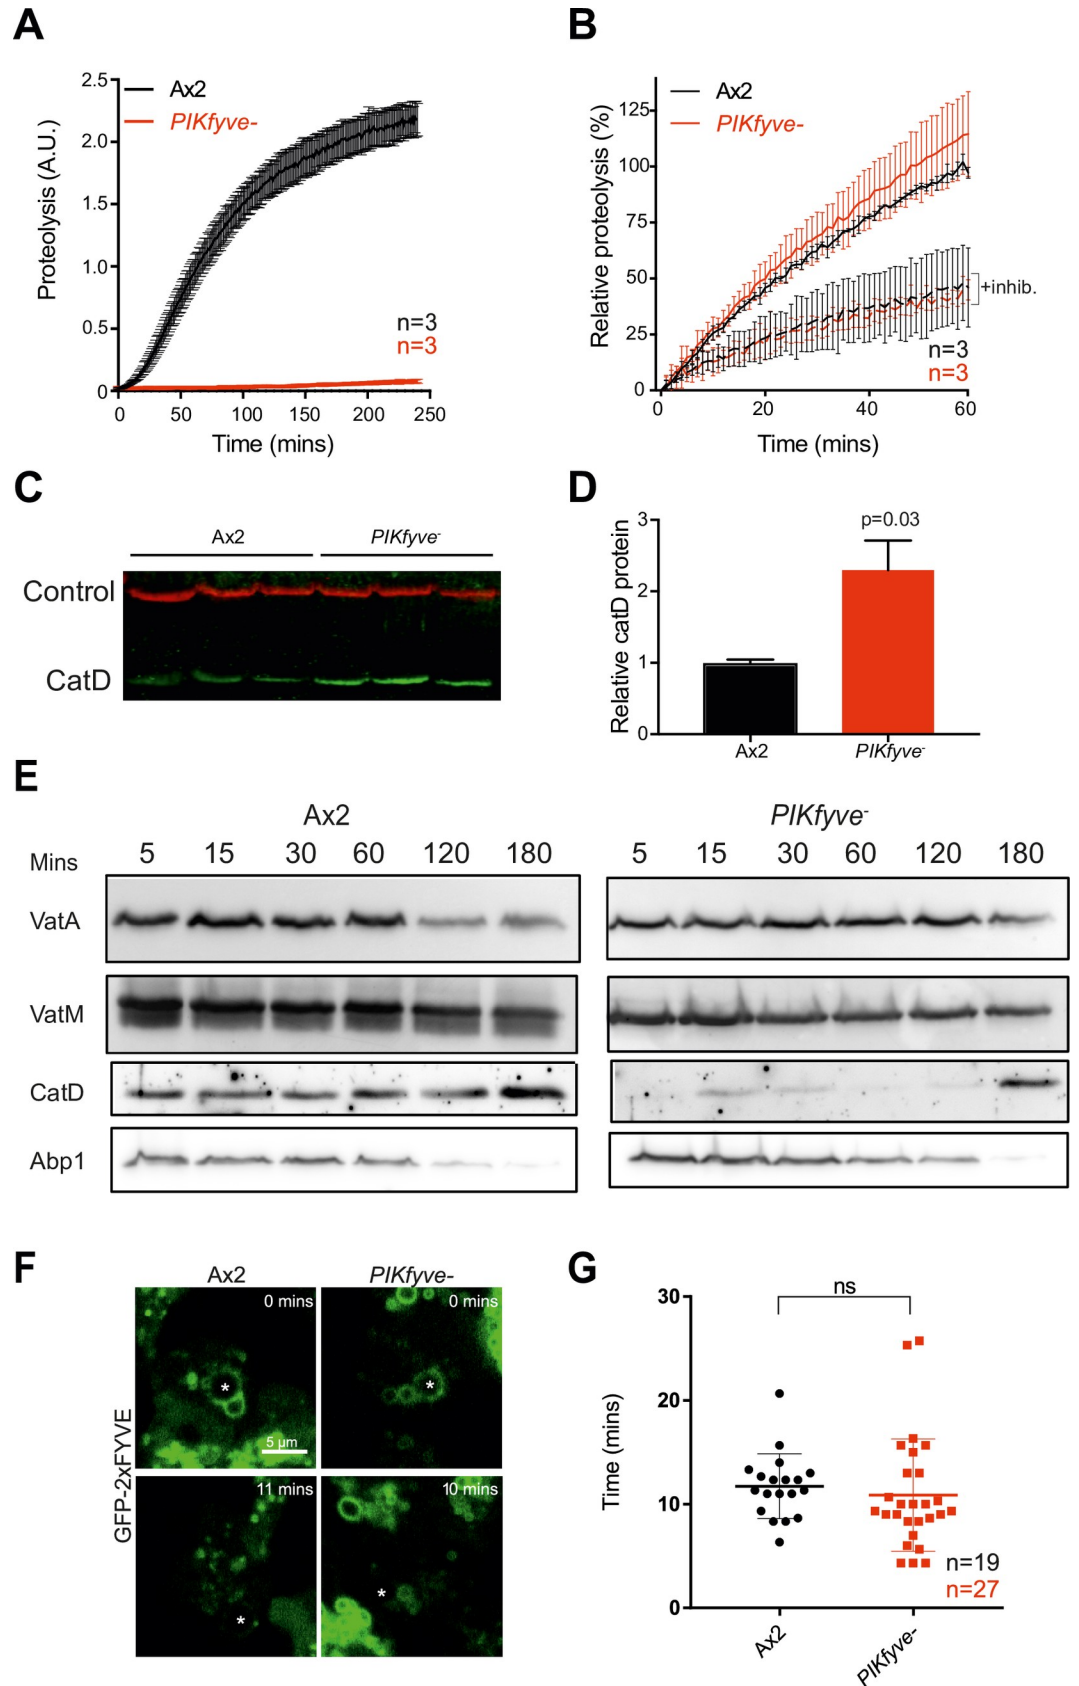 A
2.5
2.0
1.5
1.0
0.5
0
Proteolysis (A.U.)
Ax2
PIKfyve-
n=3
n=3
0 50 100 150 200 250
Time (mins)
B
125
100
75
50
25
0
Relative proteolysis (%)
Ax2
PIKfyve-
+inhib.
n=3
n=3
0 20 40 60
Time (mins)
C
Ax2 PIKfyve-
Control
CatD
D
3
2
1
0
Relative catD protein
p=0.03
Ax2 PIKfyve-
E
Ax2 PIKfyve-
Mins 5 15 30 60 120 180 5 15 30 60 120 180
VatA
VatM
CatD
Abp1
F
Ax2 PIKfyve-
GFP-2xFYVE
0 mins 0 mins
* *
5 µm
11 mins 10 mins
* *
G
30
20
10
0
Time (mins)
ns
n=19
n=27
Ax2 PIKfyve-